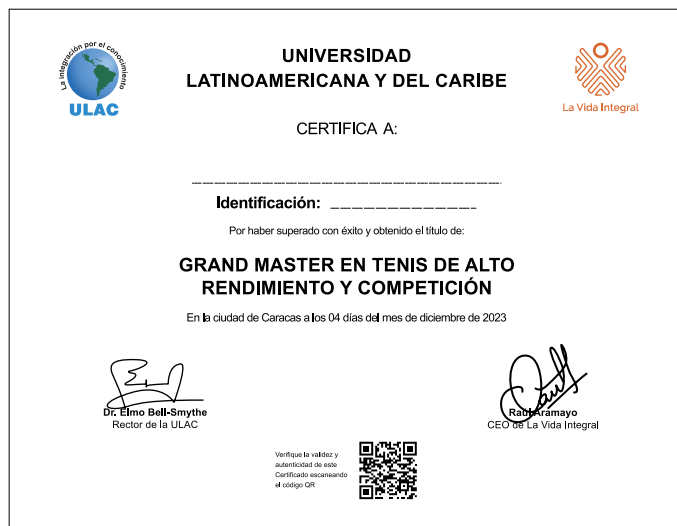 La integración por el conocimiento
ULAC
UNIVERSIDAD
LATINOAMERICANA Y DEL CARIBE
La Vida Integral
CERTIFICA A:
Identificación:
Por haber superado con éxito y obtenido el título de:
GRAND MASTER EN TENIS DE ALTO
RENDIMIENTO Y COMPETICIÓN
En la ciudad de Caracas a los 04 días del mes de diciembre de 2023
Dr. Elmo Bell-Smythe
Rector de la ULAC
Raúl Aramayo
CEO de La Vida Integral
Verifique la validez y
autenticidad de este
Certificado escaneando
el código QR